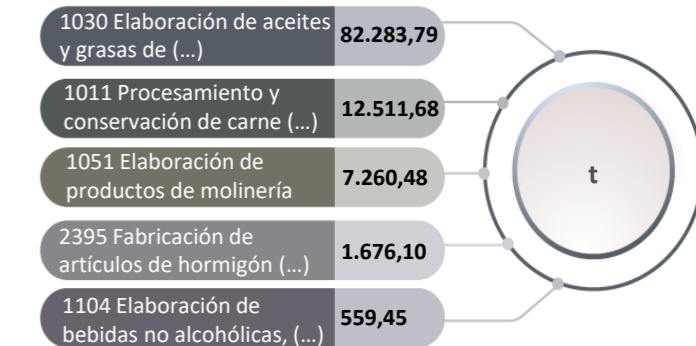 1030 Elaboración de aceites
y grasas de (...)
82.283,79
1011 Procesamiento y
conservación de carne (...)
12.511,68
1051 Elaboración de
productos de molinería
7.260,48
2395 Fabricación de
artículos de hormigón (...)
1.676,10
1104 Elaboración de
bebidas no alcohólicas, (...)
559,45
t